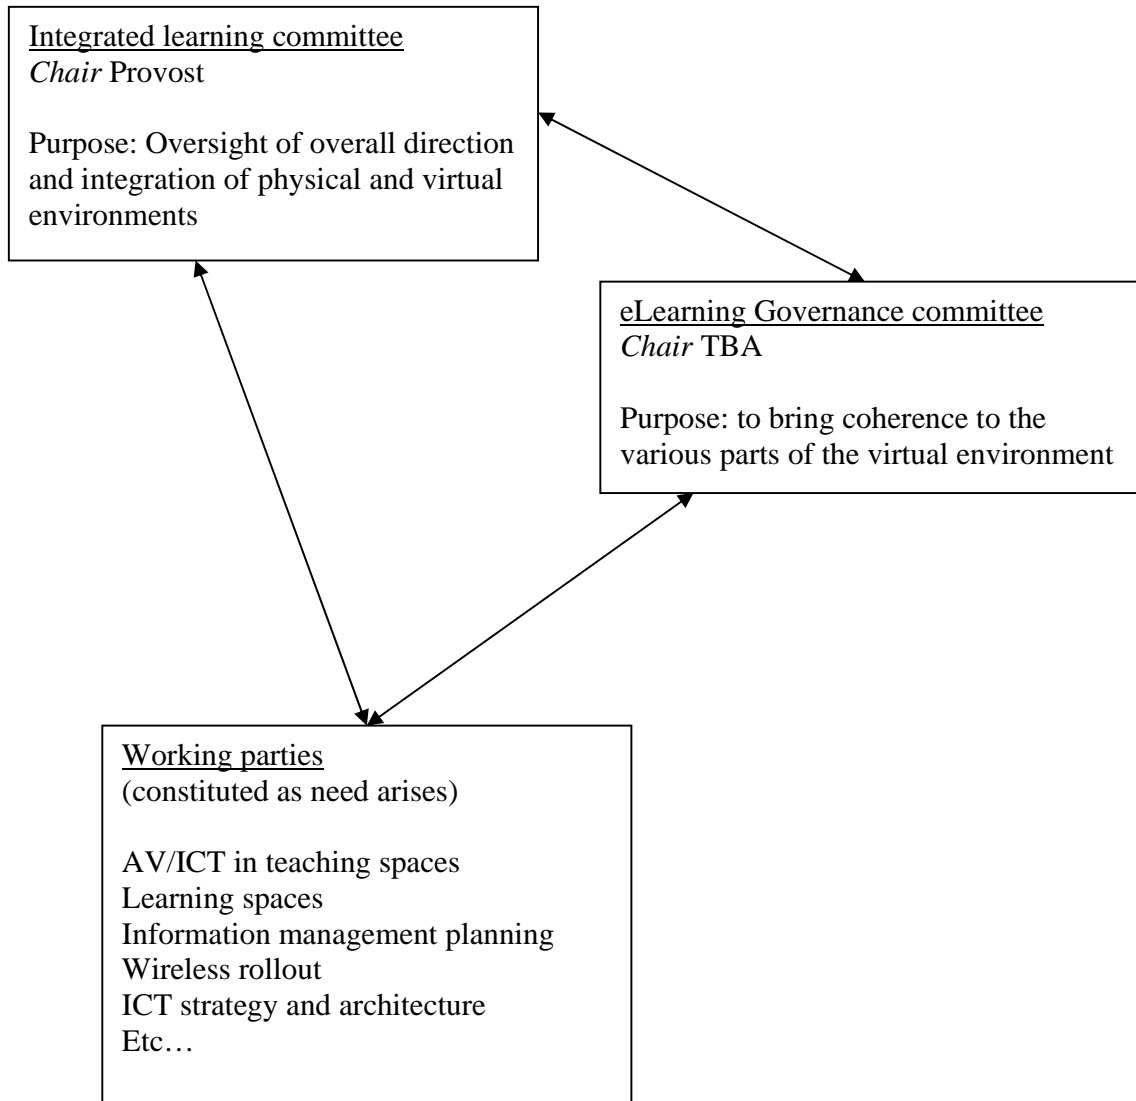 Integrated learning committee
Chair Provost
Purpose: Oversight of overall direction
and integration of physical and virtual
environments
eLearning Governance committee
Chair TBA
Purpose: to bring coherence to the
various parts of the virtual environment
Working parties
(constituted as need arises)
AV/ICT in teaching spaces
Learning spaces
Information management planning
Wireless rollout
ICT strategy and architecture
Etc…